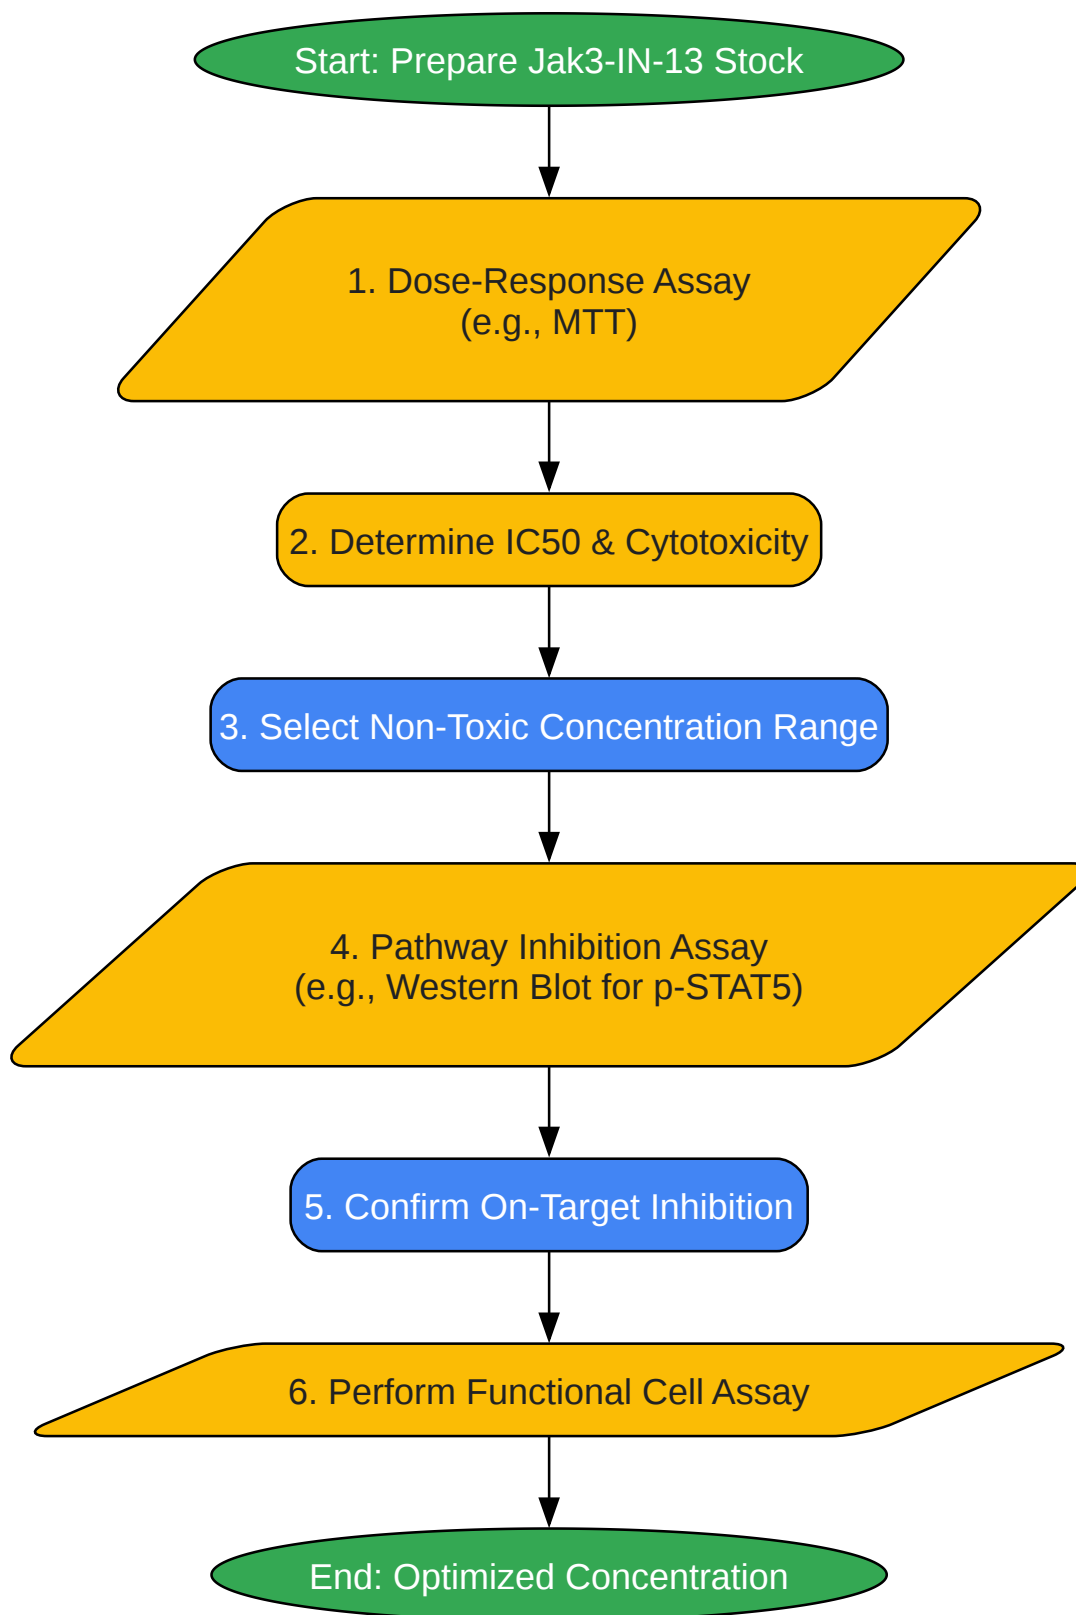 Start: Prepare Jak3-IN-13 Stock
1. Dose-Response Assay
(e.g., MTT)
2. Determine IC50 & Cytotoxicity
3. Select Non-Toxic Concentration Range
4. Pathway Inhibition Assay
(e.g., Western Blot for p-STAT5)
5. Confirm On-Target Inhibition
6. Perform Functional Cell Assay
End: Optimized Concentration